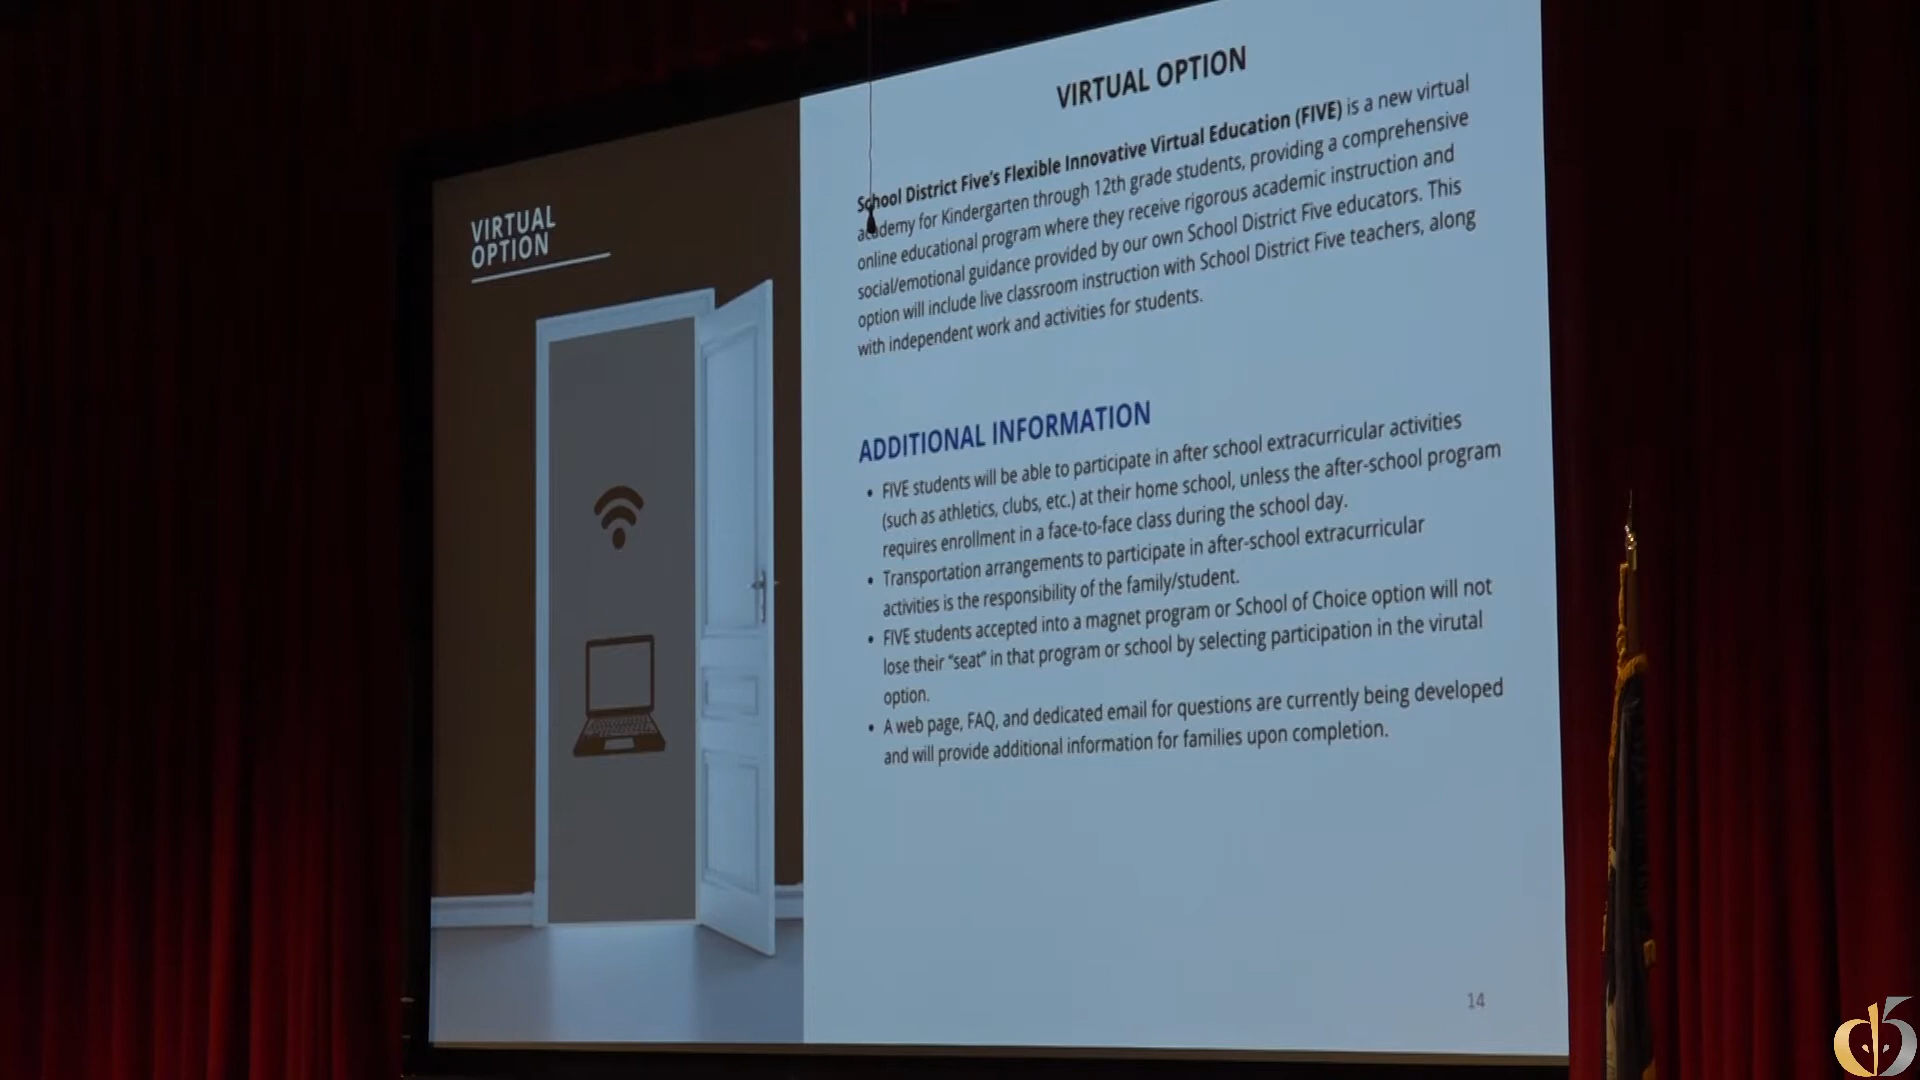 VIRTUAL
OPTION
VIRTUAL OPTION
School District Five's Flexible Innovative Virtual Education (FIVE) is a new virtual
academy for Kindergarten through 12th grade students, providing a comprehensive
online educational program where they receive rigorous academic instruction and
social/emotional guidance provided by our own School District Five educators. This
option will include live classroom instruction with School District Five teachers, along
with independent work and activities for students.
ADDITIONAL INFORMATION
• FIVE students will be able to participate in after school extracurricular activities
(such as athletics, clubs, etc.) at their home school, unless the after-school program
requires enrollment in a face-to-face class during the school day.
• Transportation arrangements to participate in after-school extracurricular
activities is the responsibility of the family/student.
• FIVE students accepted into a magnet program or School of Choice option will not
lose their "seat" in that program or school by selecting participation in the virutal
option.
• A web page, FAQ, and dedicated email for questions are currently being developed
and will provide additional information for families upon completion.
14
d5